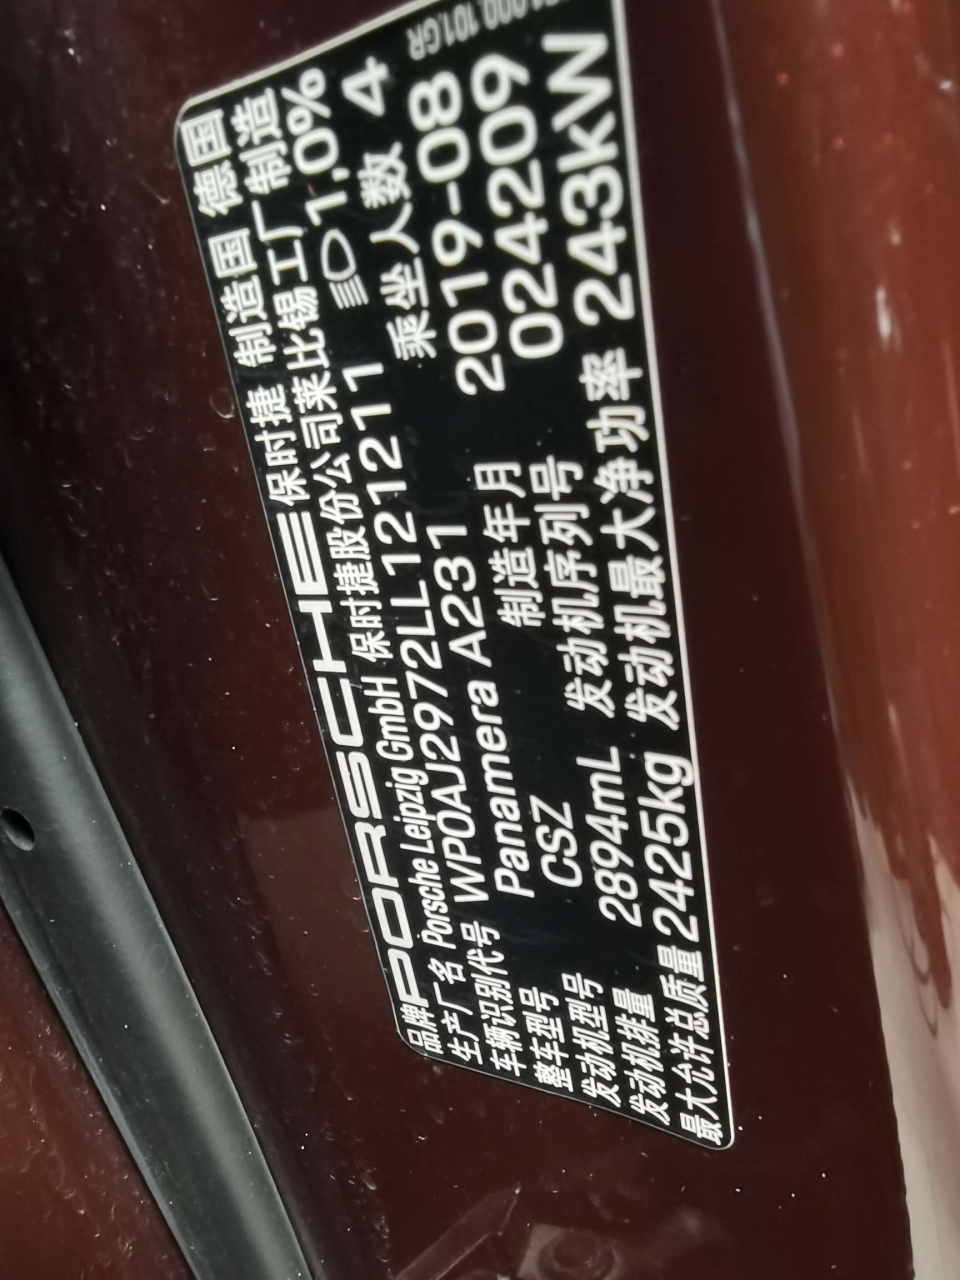 品牌 PORSCHE 保时捷 制造国 德国
生产厂名 Porsche Leipzig GmbH 保时捷股份公司莱比锡工厂制造
车辆识别代号 WP0AJ2972LL121211 1,0%
整车型号 Panamera A231 乘坐人数 4
发动机型号 CSZ 制造年月 2019-08
发动机排量 2894mL 发动机序列号 024209
最大允许总质量 2425kg 发动机最大净功率 243kW
.000.101.GR